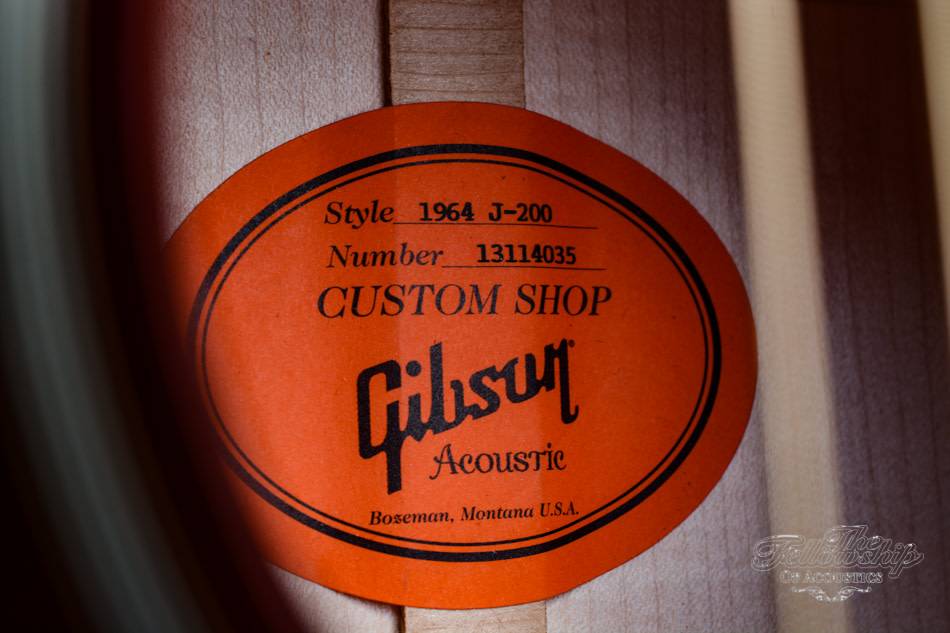 Style 1964 J-200
Number 13114035
CUSTOM SHOP
Gibson
Acoustic
Bozeman, Montana U.S.A.
The
Fellowship
Of Acoustics